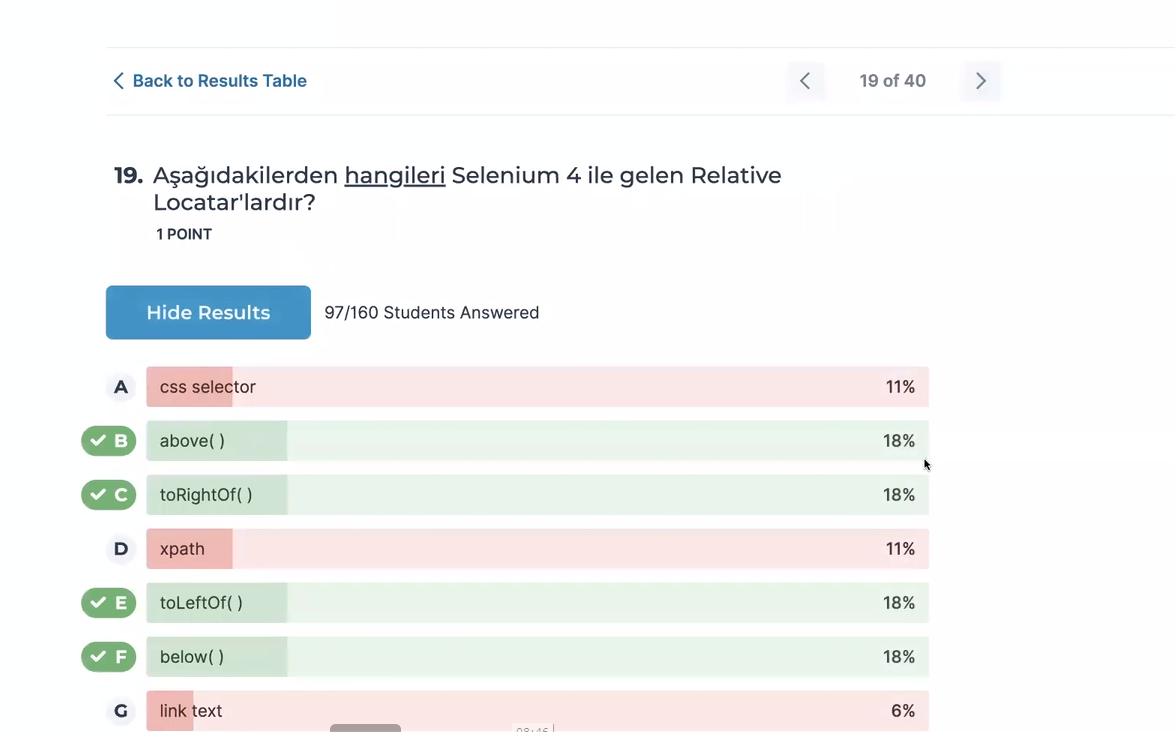 Back to Results Table
19 of 40
19. Aşağıdakilerden hangileri Selenium 4 ile gelen Relative
Locatar'lardır?
1 POINT
Hide Results
97/160 Students Answered
A css selector 11%
B above( ) 18%
C toRightOf( ) 18%
D xpath 11%
E toLeftOf( ) 18%
F below( ) 18%
G link text 6%